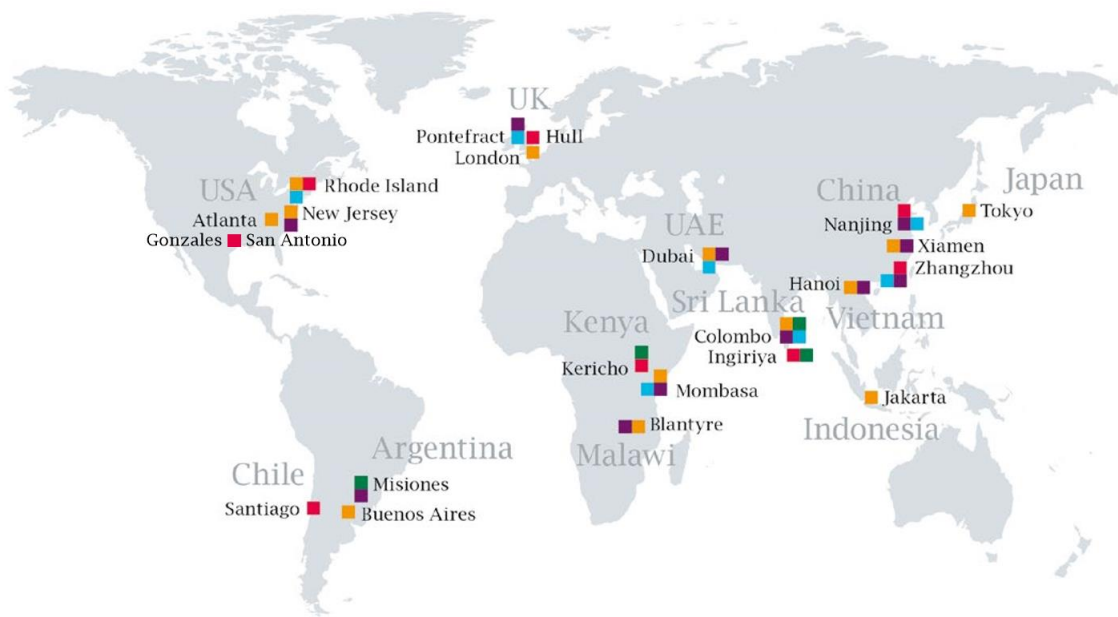 UK
Pontefract
Hull
London
USA
Rhode Island
Atlanta
New Jersey
Gonzales
San Antonio
China
Japan
Nanjing
Tokyo
UAE
Xiamen
Dubai
Zhangzhou
Hanoi
Sri Lanka
Vietnam
Kenya
Colombo
Ingiriya
Kericho
Mombasa
Jakarta
Indonesia
Blantyre
Malawi
Argentina
Chile
Misiones
Santiago
Buenos Aires